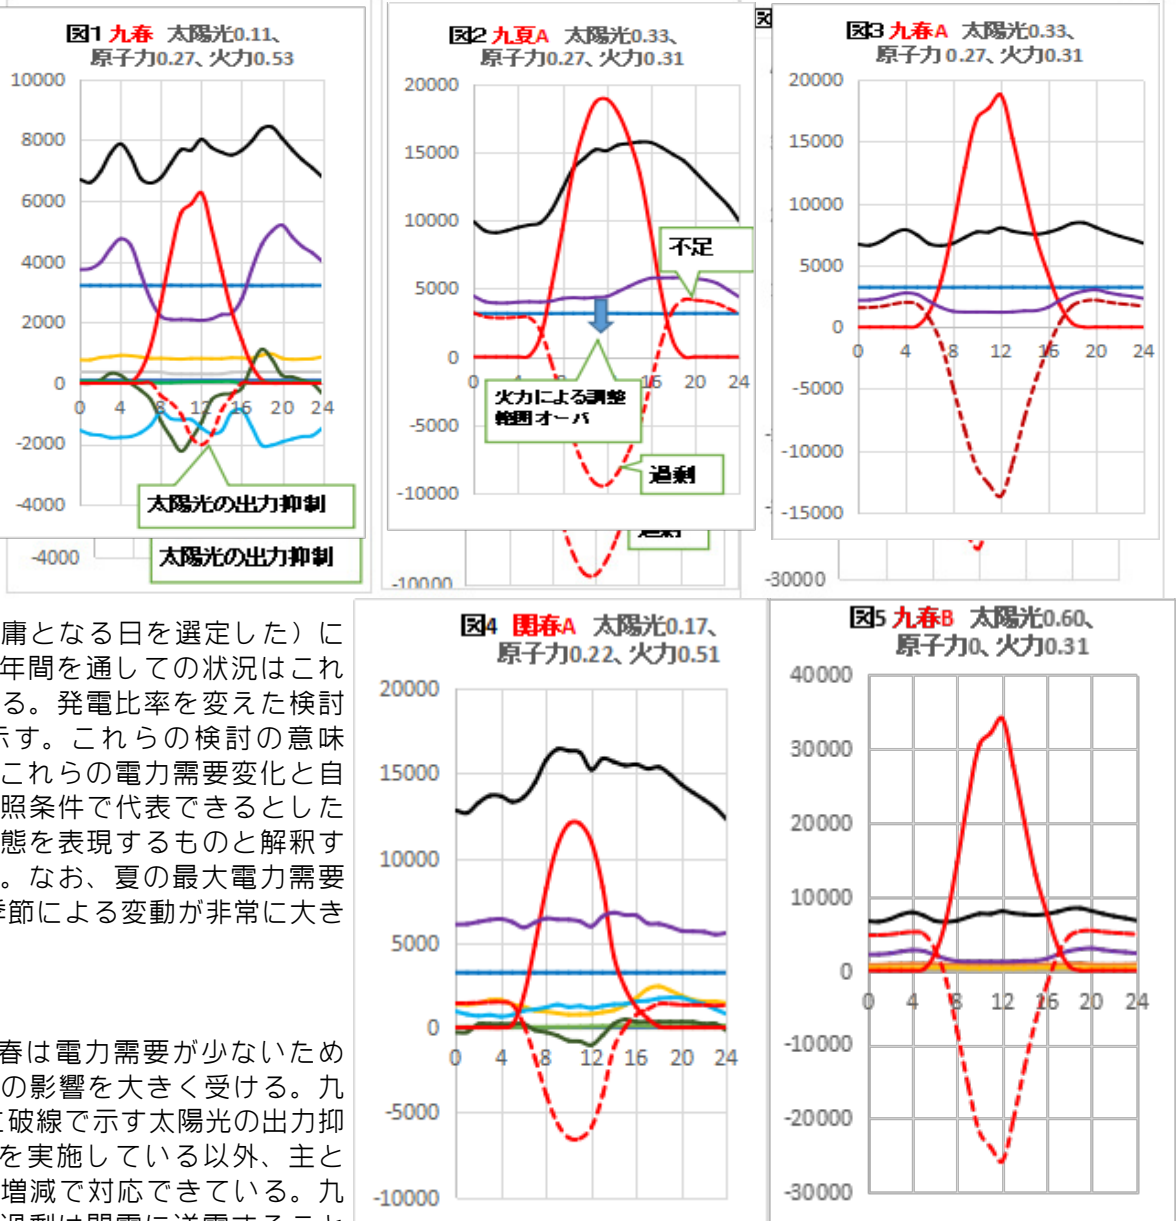 図1 九春 太陽光0.11、
原子力0.27、火力0.53
10000
8000
6000
4000
2000
0
-2000
-4000
0 4 8 12 16 20 24
太陽光の出力抑制
-4000
太陽光の出力抑制
図2 九夏A 太陽光0.33、
原子力0.27、火力0.31
20000
15000
10000
5000
0
-5000
-10000
0 4 16 20 24
不足
火力による調整
範囲オーバ
過剰
-10000
図3 九春A 太陽光0.33、
原子力 0.27、火力0.31
20000
15000
10000
5000
0
-5000
-10000
-15000
0 4 8 12 16 20 24
-30000
庸となる日を選定した）に
年間を通しての状況はこれ
る。発電比率を変えた検討
示す。これらの検討の意味
これらの電力需要変化と自
照条件で代表できるとした
態を表現するものと解釈す
。なお、夏の最大電力需要
季節による変動が非常に大き
春は電力需要が少ないため
の影響を大きく受ける。九
に破線で示す太陽光の出力抑
を実施している以外、主と
増減で対応できている。九
過剰は関電に送電すること
図4 関春A 太陽光0.17、
原子力0.22、火力0.51
20000
15000
10000
5000
0
-5000
-10000
0 4 8 12 16 20 24
図5 九春B 太陽光0.60、
原子力0、火力0.31
40000
30000
20000
10000
0
-10000
-20000
-30000
0 4 8 12 16 20 24